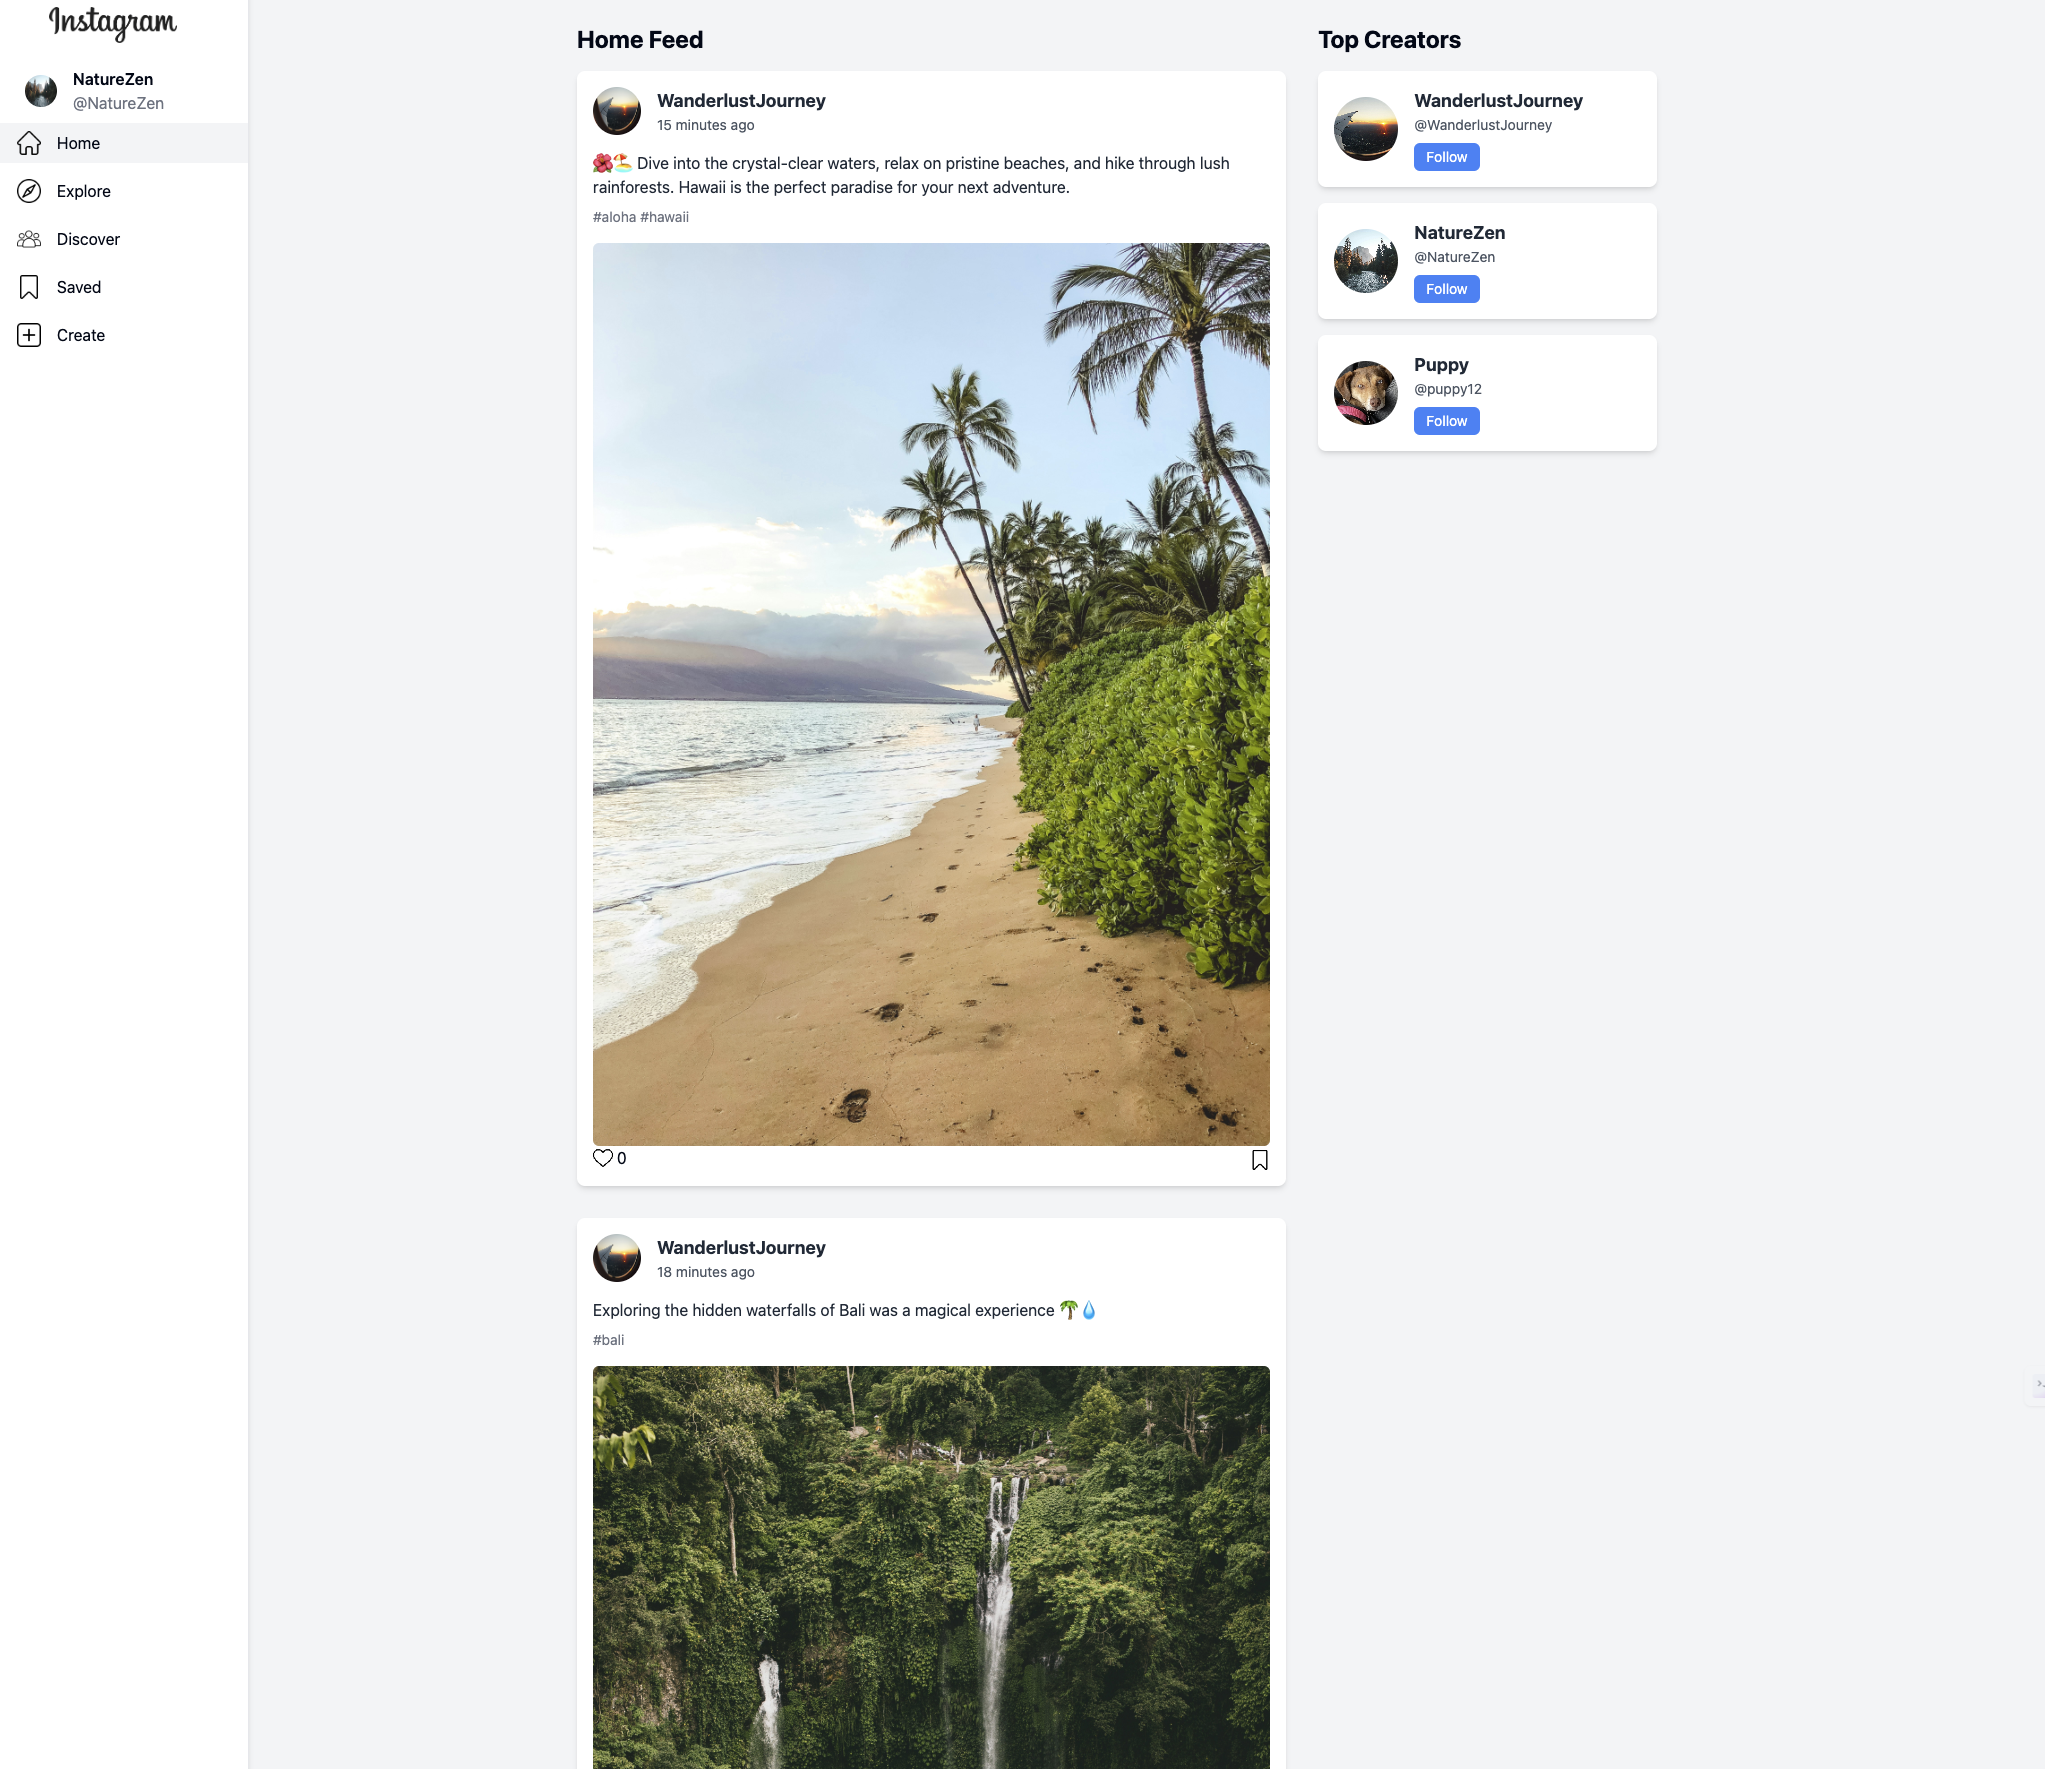 Instagram
NatureZen
@NatureZen
Home
Explore
Discover
Saved
Create
Home Feed
WanderlustJourney
15 minutes ago
🌺🏖️ Dive into the crystal-clear waters, relax on pristine beaches, and hike through lush
rainforests. Hawaii is the perfect paradise for your next adventure.
#aloha #hawaii
0
WanderlustJourney
18 minutes ago
Exploring the hidden waterfalls of Bali was a magical experience 🌴💧
#bali
Top Creators
WanderlustJourney
@WanderlustJourney
Follow
NatureZen
@NatureZen
Follow
Puppy
@puppy12
Follow